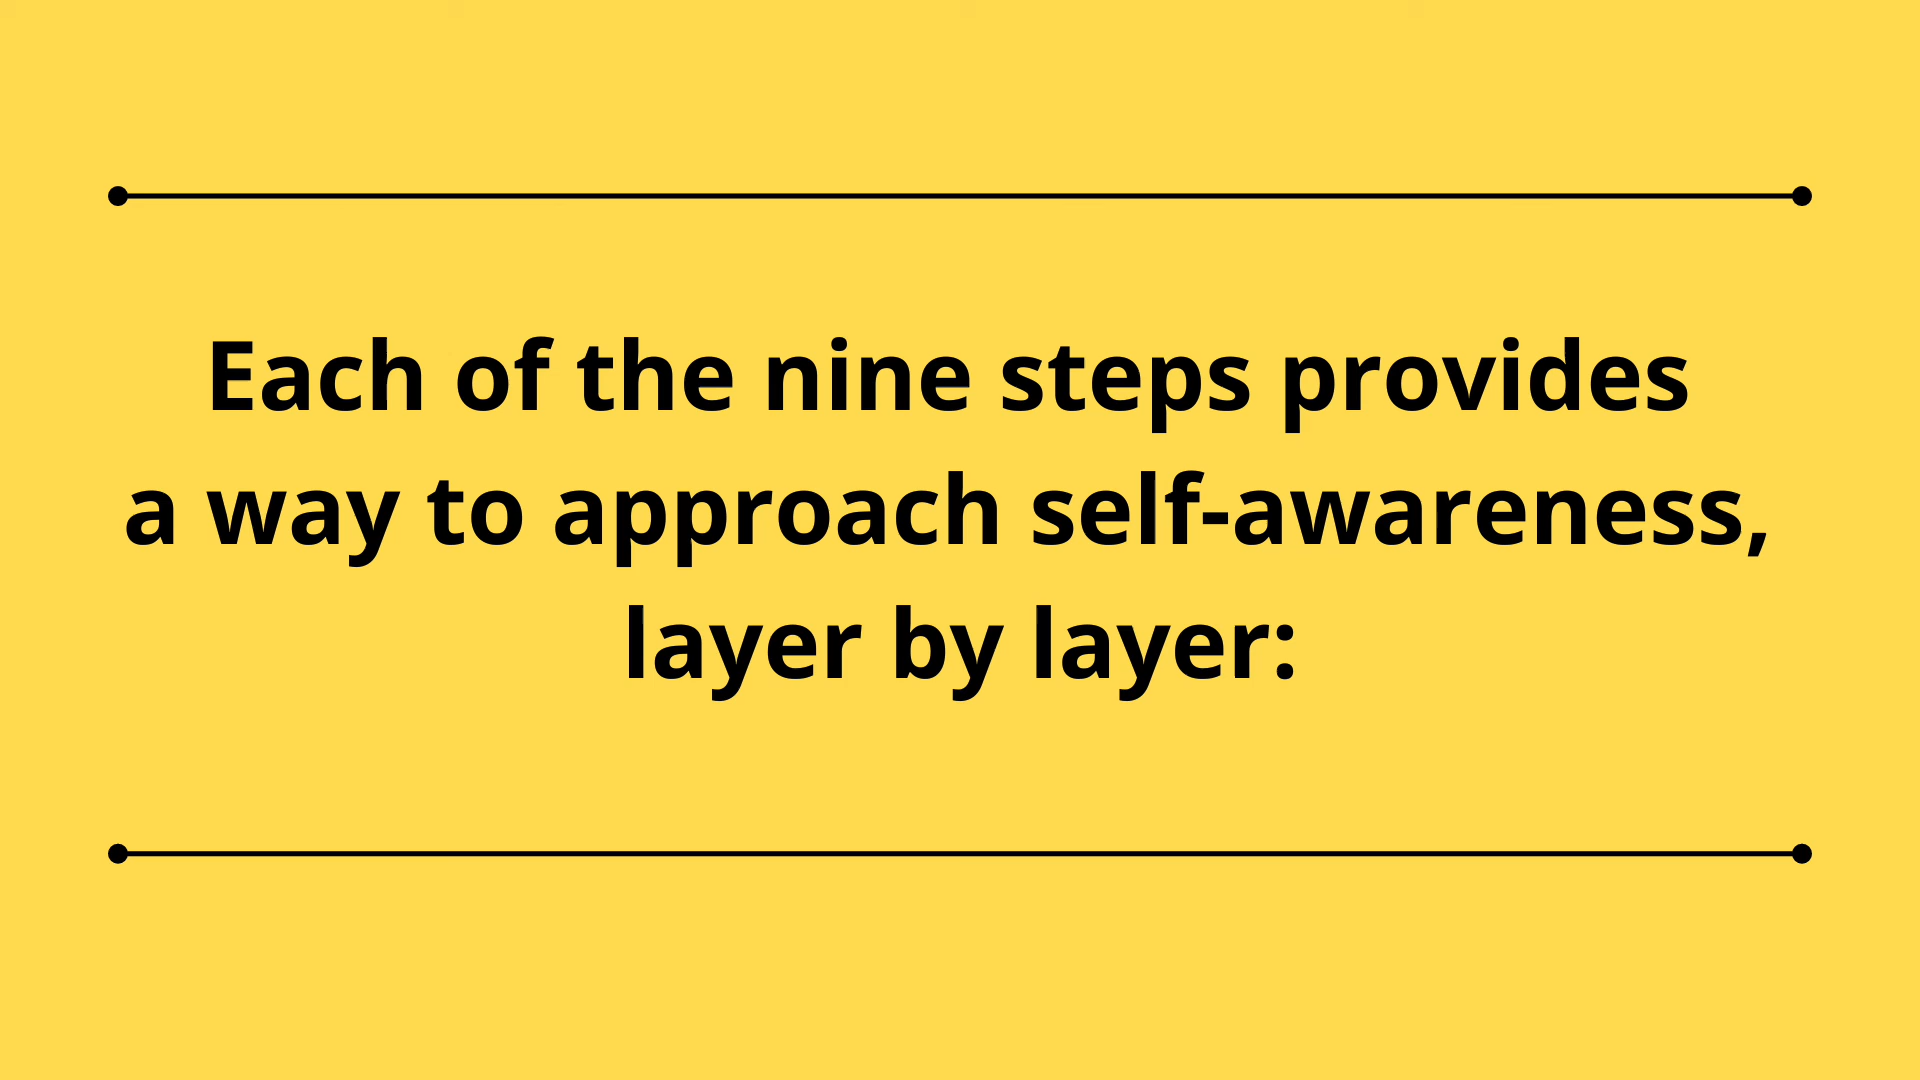 Each of the nine steps provides
a way to approach self-awareness,
layer by layer: